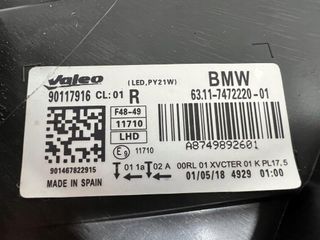 Valeo (LED,PY21W) BMW
90117916 CL: 01 R 63.11-7472220-01
F48-49
11710
LHD
A8749892601
E9 11710
901467822915
01 1a 02 A 00RL 01 XVCTER 01 K PL17.5
MADE IN SPAIN 01/05/18 4929 01:00